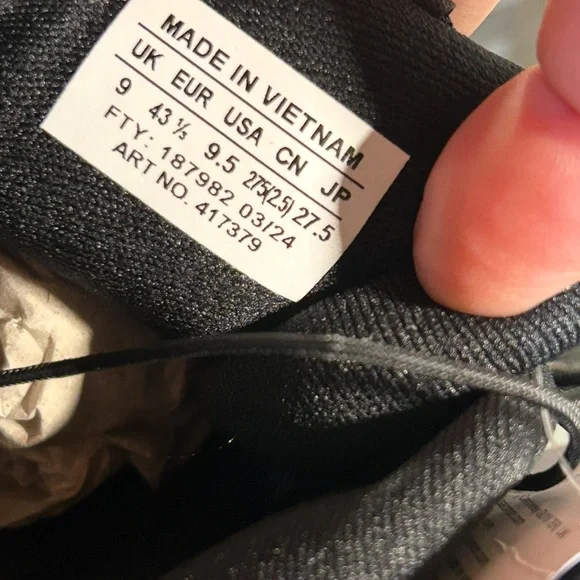 MADE IN VIETNAM
UK EUR USA CN JP
9 43 ⅓ 9.5 275(2.5) 27.5
FTY: 187982 03/24
ART NO. 417379